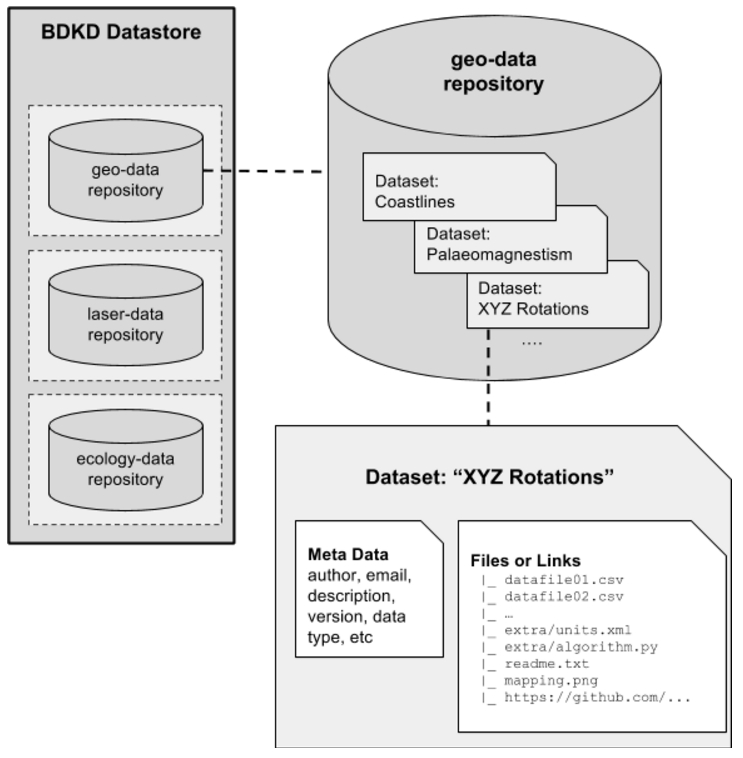 BDKD Datastore
geo-data
repository
laser-data
repository
ecology-data
repository
geo-data
repository
Dataset:
Coastlines
Dataset:
Palaeomagnestism
Dataset:
XYZ Rotations
....
Dataset: “XYZ Rotations”
Meta Data
author, email,
description,
version, data
type, etc
Files or Links
|_ datafile01.csv
|_ datafile02.csv
|_ …
|_ extra/units.xml
|_ extra/algorithm.py
|_ readme.txt
|_ mapping.png
|_ https://github.com/...